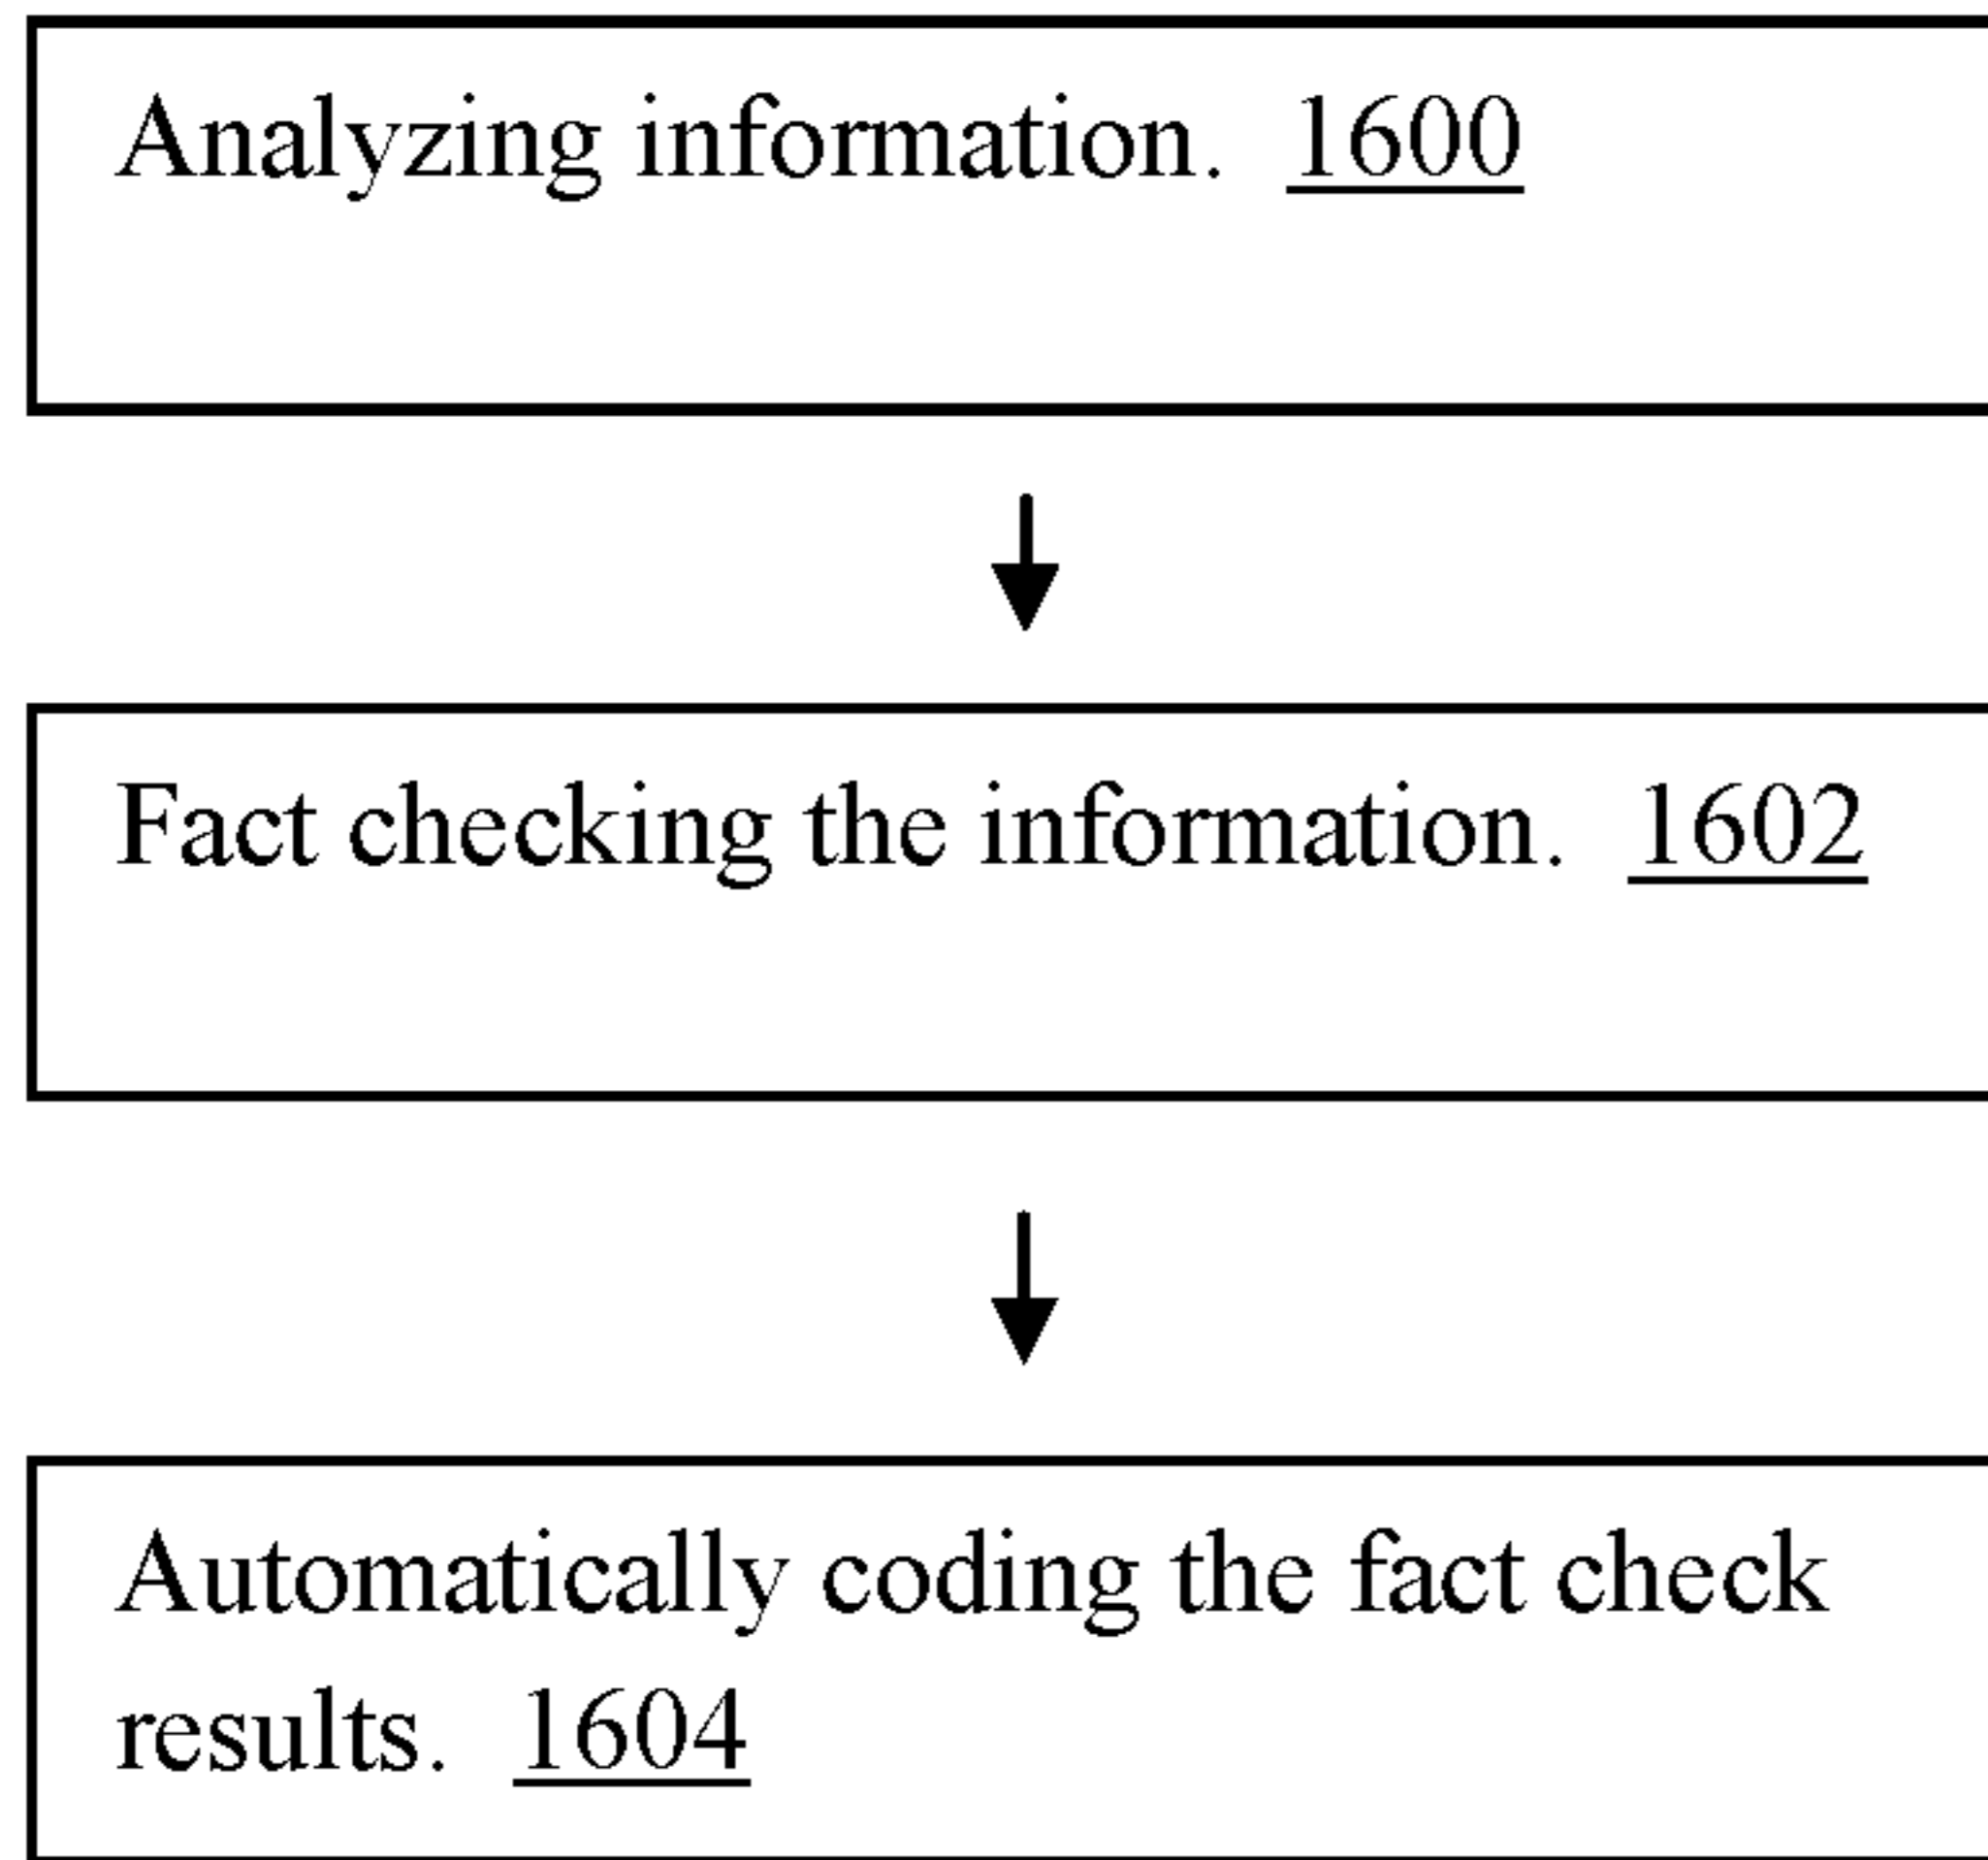 Analyzing information. 1600
Fact checking the information. 1602
Automatically coding the fact check
results. 1604